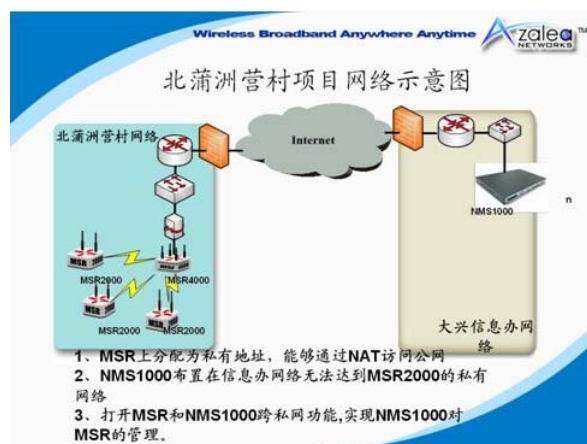 Wireless Broadband Anywhere Anytime
Azalea TM
NETWORKS
北蒲洲营村项目网络示意图
北蒲洲营村网络
Internet
NMS1000
n
MSR
MSR2000
MSR
MSR4000
MSR
MSR2000
MSR
MSR2000
大兴信息办网
络
1、MSR上分配为私有地址，能够通过NAT访问公网
2、NMS1000布置在信息办网络无法达到MSR2000的私有
网络
3、打开MSR和NMS1000跨私网功能,实现NMS1000对
MSR的管理。